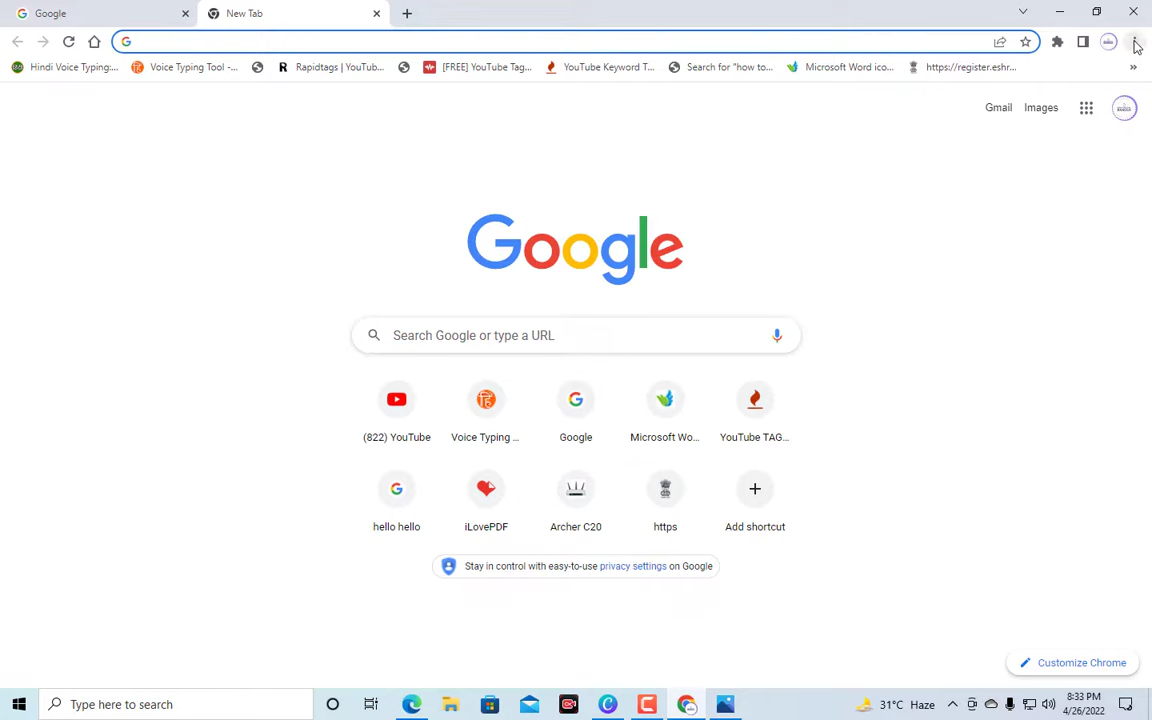 Google
New Tab
Hindi Voice Typing:...
Voice Typing Tool -...
Rapidtags | YouTub...
[FREE] YouTube Tag...
YouTube Keyword T...
Search for "how to...
Microsoft Word ico...
https://register.eshr...
Gmail
Images
Google
Search Google or type a URL
(822) YouTube
Voice Typing ...
Google
Microsoft Wo...
YouTube TAG...
hello hello
iLovePDF
Archer C20
https
Add shortcut
Stay in control with easy-to-use privacy settings on Google
Customize Chrome
Type here to search
31°C Haze
8:33 PM
4/26/2022